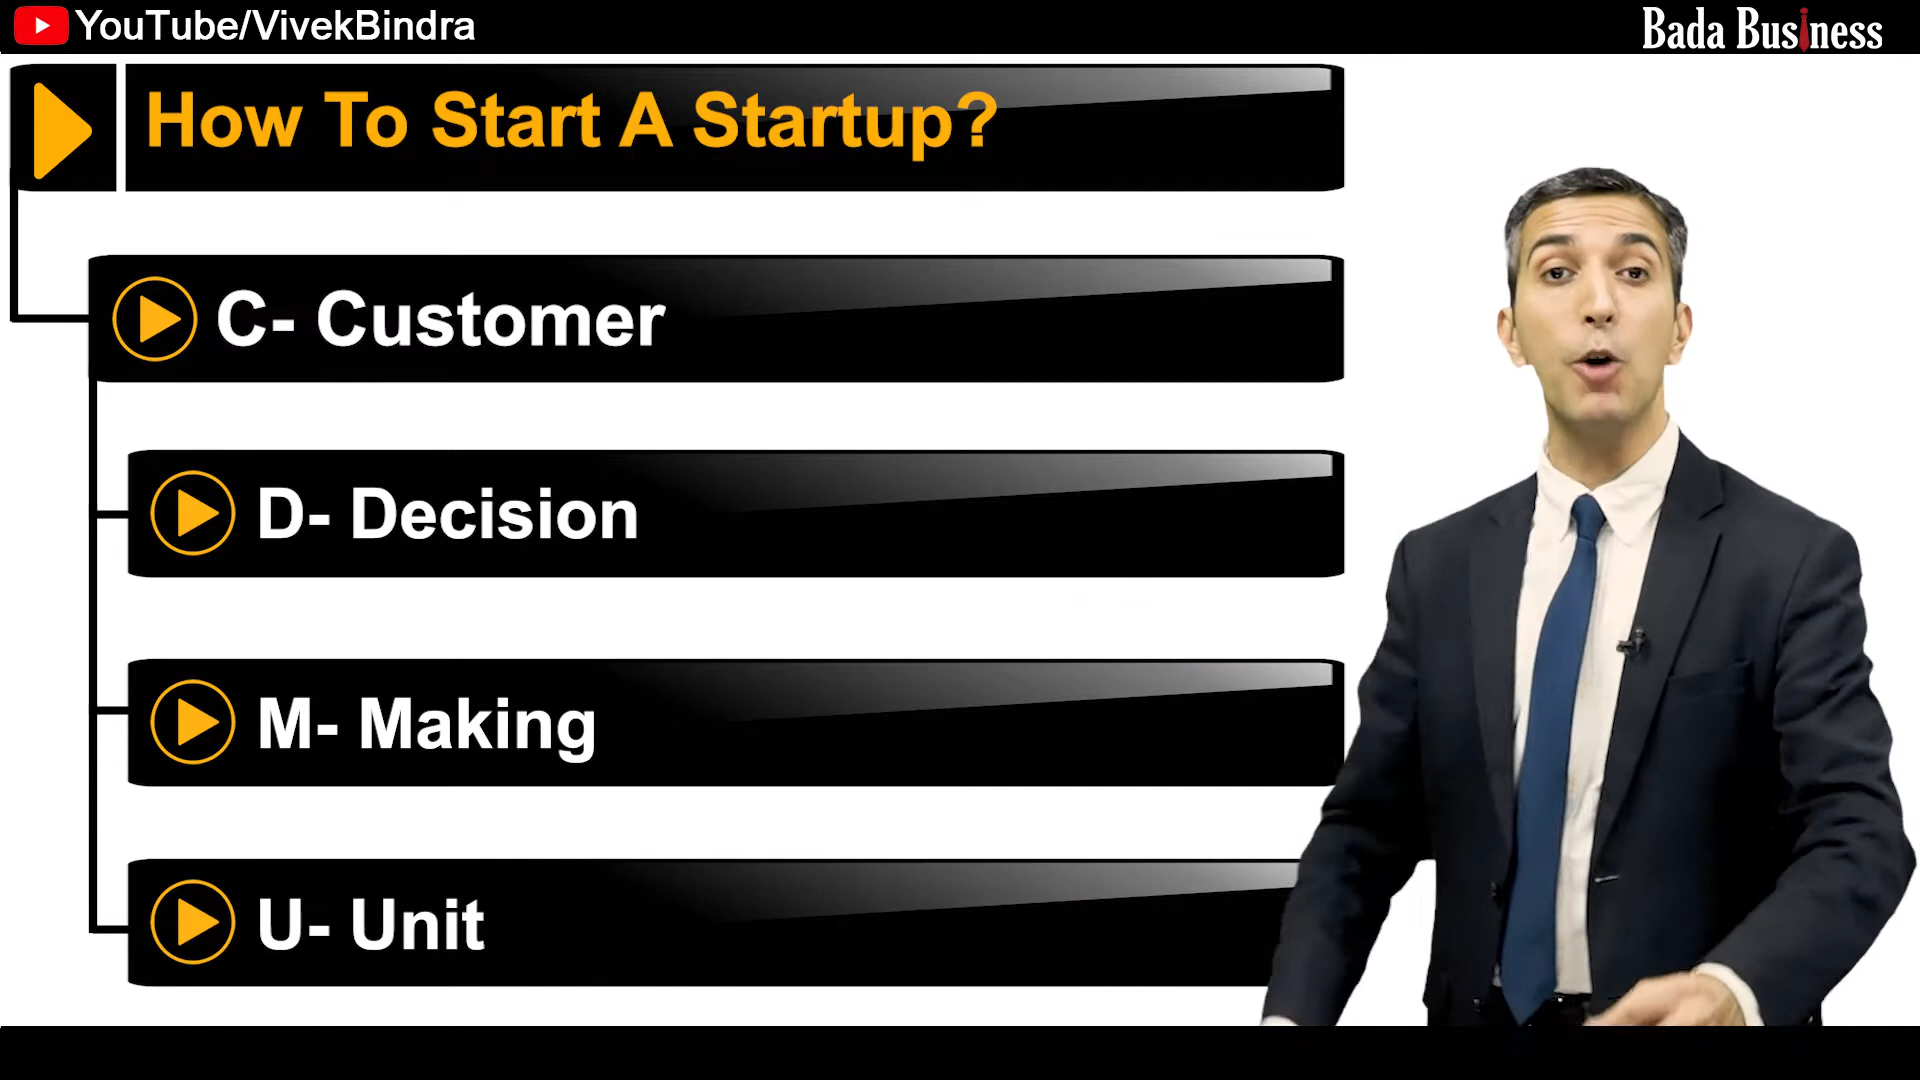 YouTube/VivekBindra
Bada Business
How To Start A Startup?
C- Customer
D- Decision
M- Making
U- Unit